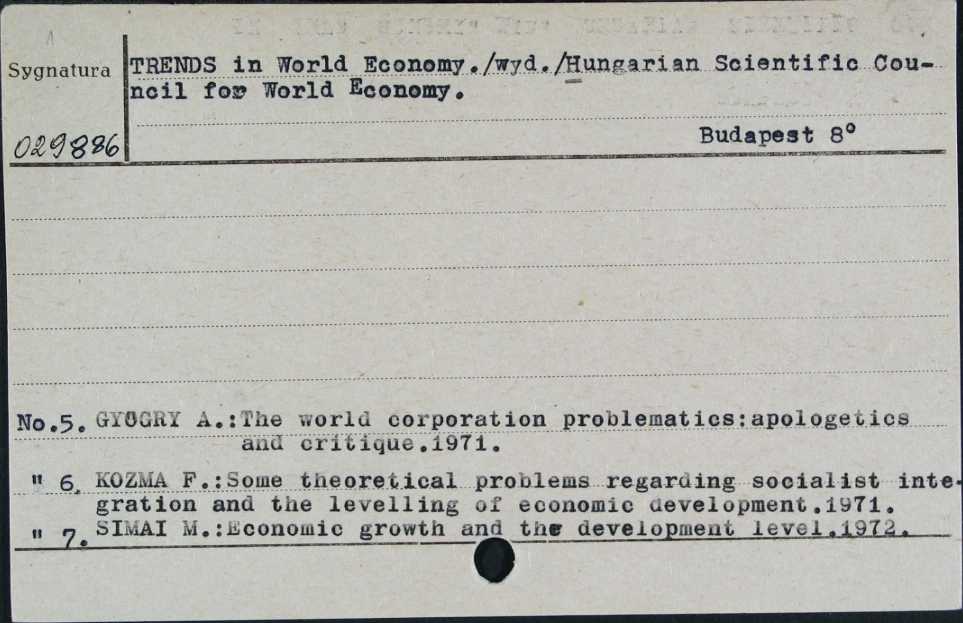 Sygnatura
TRENDS in World Economy./wyd./Hungarian Scientific Cou-
ncil for World Economy.
029886
Budapest 8°
No.5. GYOGRY A.:The world corporation problematics:apologetics
and critique.1971.
" 6. KOZMA F.:Some theoretical problems regarding socialist inte-
gration and the levelling of economic development.1971.
" 7. SIMAI M.:Economic growth and the development level.1972.